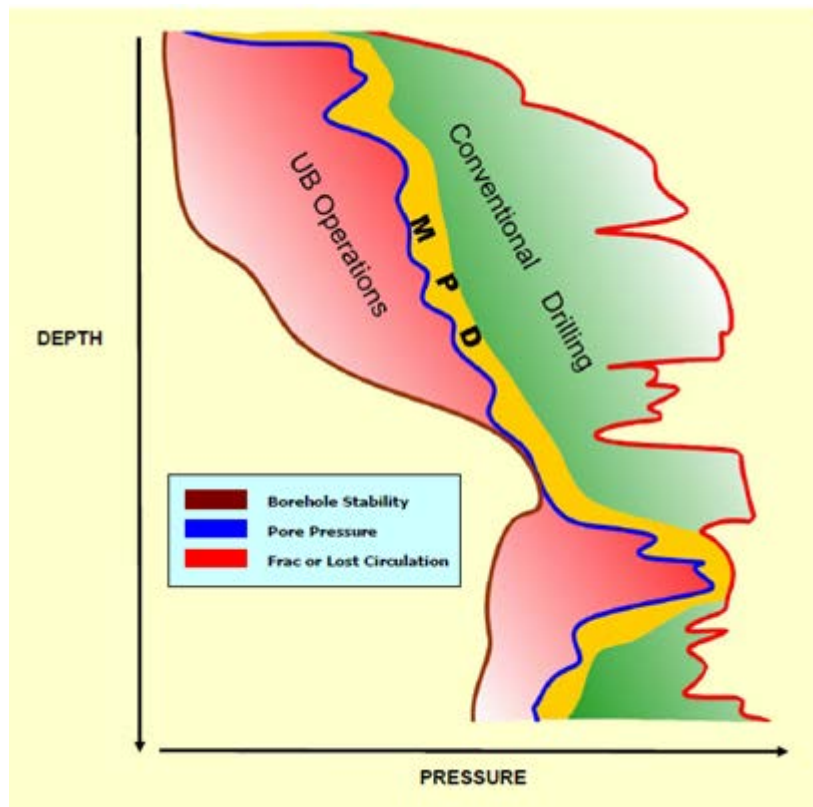 UB Operations
M P D
Conventional Drilling
DEPTH
Borehole Stability
Pore Pressure
Frac or Lost Circulation
PRESSURE